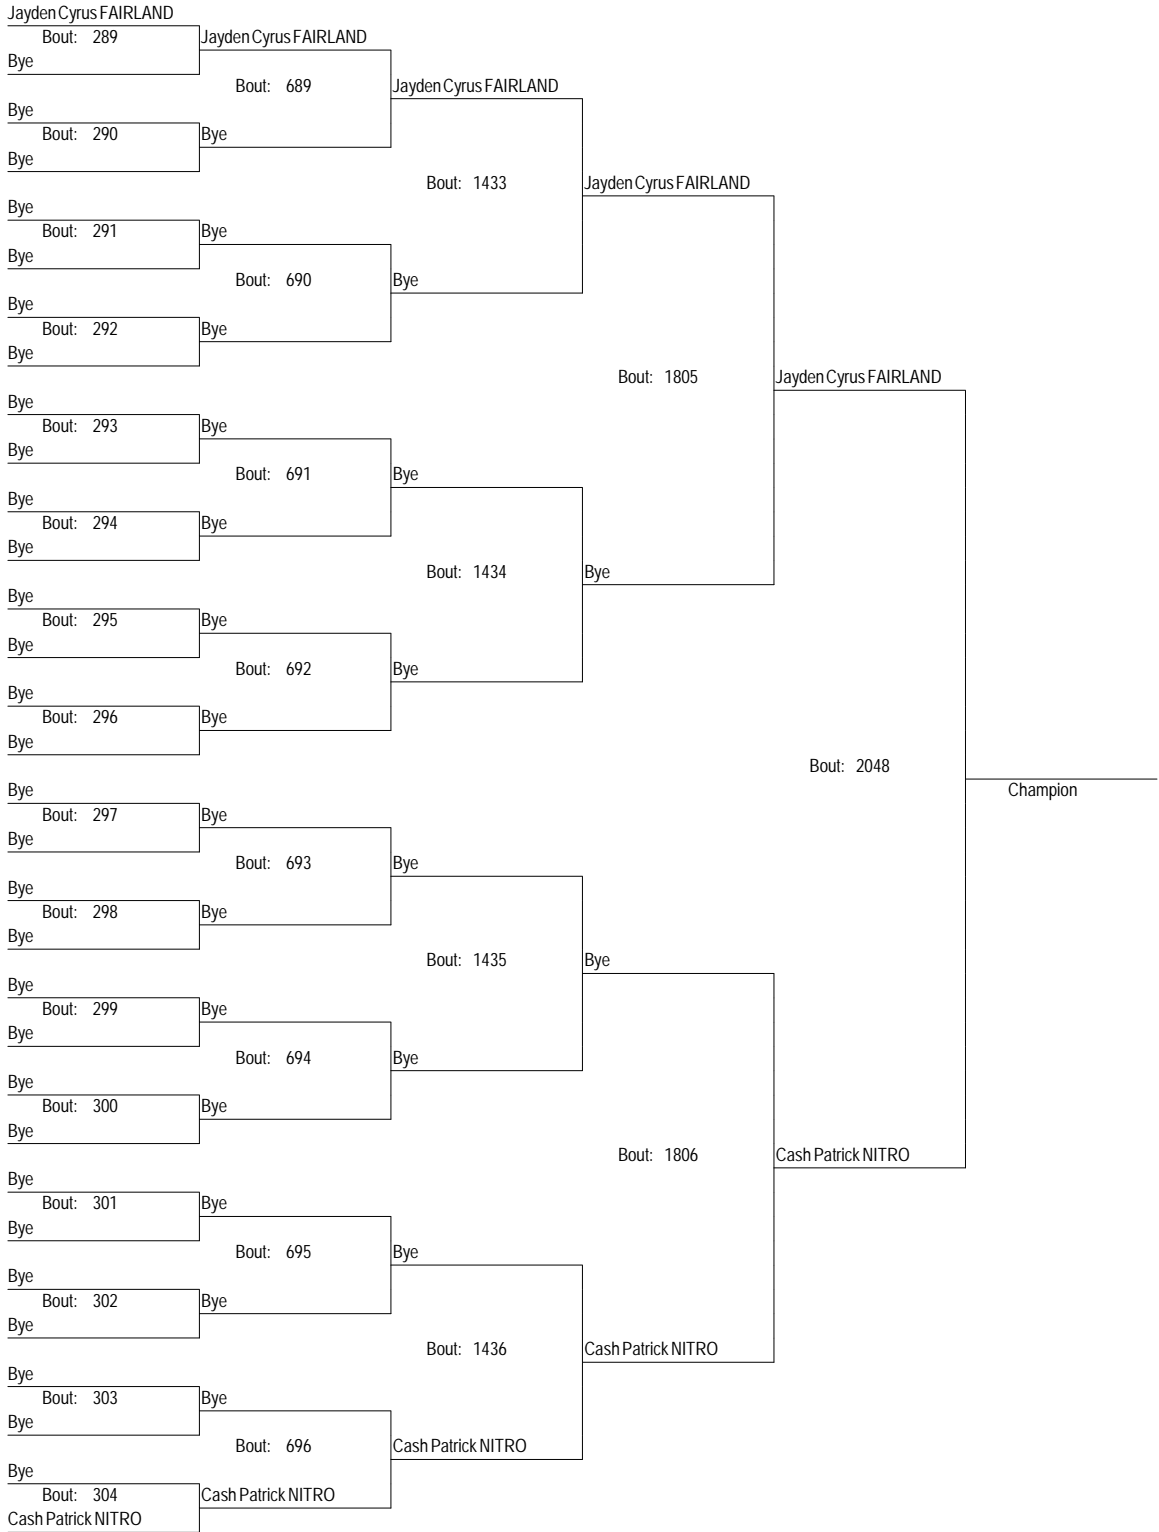 Jayden Cyrus FAIRLAND
Bout: 289 Jayden Cyrus FAIRLAND
Bye
Bout: 689 Jayden Cyrus FAIRLAND
Bye
Bout: 290 Bye
Bye
Bout: 1433 Jayden Cyrus FAIRLAND
Bye
Bout: 291 Bye
Bye
Bout: 690 Bye
Bye
Bout: 292 Bye
Bye
Bout: 1805 Jayden Cyrus FAIRLAND
Bye
Bout: 293 Bye
Bye
Bout: 691 Bye
Bye
Bout: 294 Bye
Bye
Bout: 1434 Bye
Bye
Bout: 295 Bye
Bye
Bout: 692 Bye
Bye
Bout: 296 Bye
Bye
Bout: 2048
Champion
Bye
Bout: 297 Bye
Bye
Bout: 693 Bye
Bye
Bout: 298 Bye
Bye
Bout: 1435 Bye
Bye
Bout: 299 Bye
Bye
Bout: 694 Bye
Bye
Bout: 300 Bye
Bye
Bout: 1806 Cash Patrick NITRO
Bye
Bout: 301 Bye
Bye
Bout: 695 Bye
Bye
Bout: 302 Bye
Bye
Bout: 1436 Cash Patrick NITRO
Bye
Bout: 303 Bye
Bye
Bout: 696 Cash Patrick NITRO
Bye
Bout: 304 Cash Patrick NITRO
Cash Patrick NITRO